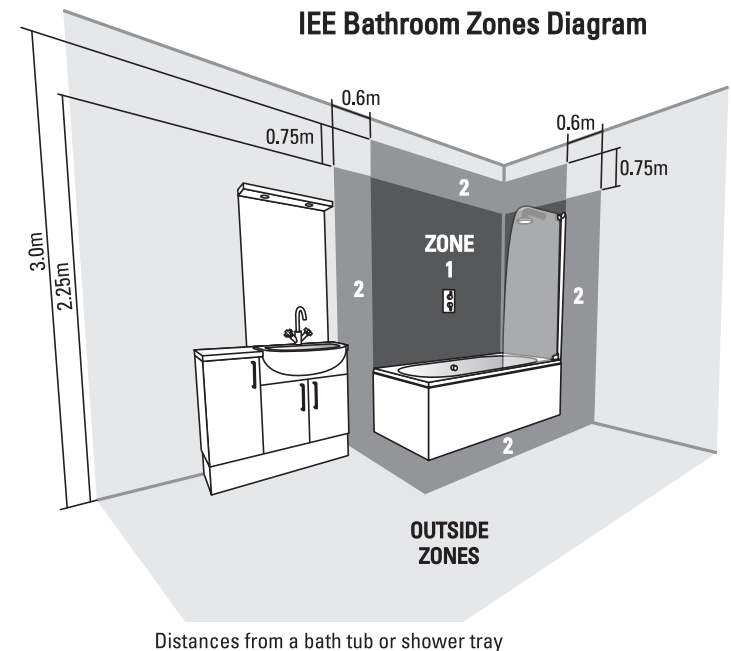 IEE Bathroom Zones Diagram
0.6m
0.75m
0.6m
0.75m
2
ZONE
1
3.0m
2.25m
2
2
2
OUTSIDE
ZONES
Distances from a bath tub or shower tray